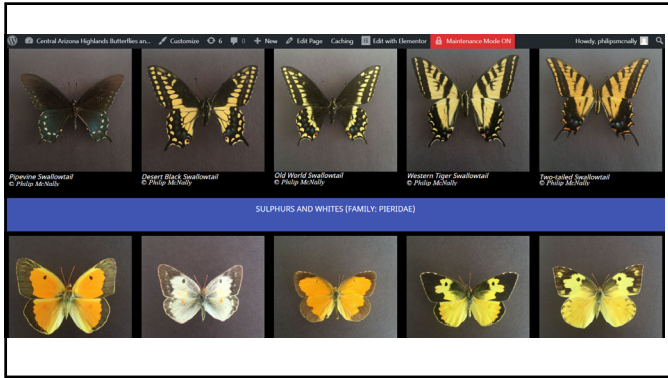 Central Arizona Highlands Butterflies an... Customize 6 0 New Edit Page Caching Edit with Elementor Maintenance Mode ON Howdy, philipsmcnally
Pipevine Swallowtail
© Philip McNally
Desert Black Swallowtail
© Philip McNally
Old World Swallowtail
© Philip McNally
Western Tiger Swallowtail
© Philip McNally
Two-tailed Swallowtail
© Philip McNally
SULPHURS AND WHITES (FAMILY: PIERIDAE)